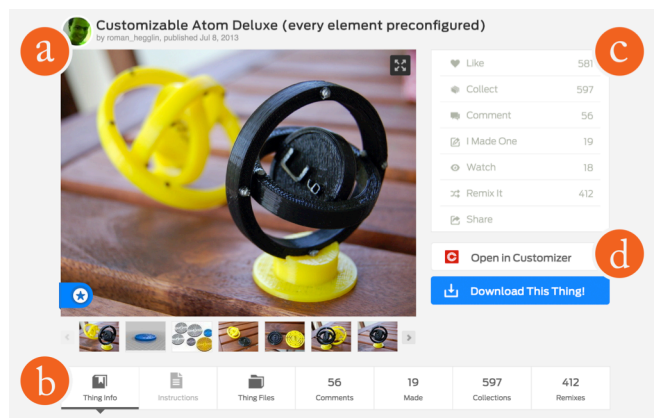 a
Customizable Atom Deluxe (every element preconfigured)
by roman_hegglin, published Jul 8, 2013
c
Like 581
Collect 597
Comment 56
I Made One 19
Watch 18
Remix It 412
Share
d
Open in Customizer
Download This Thing!
b
Thing Info
Instructions
Thing Files
56
Comments
19
Made
597
Collections
412
Remixes